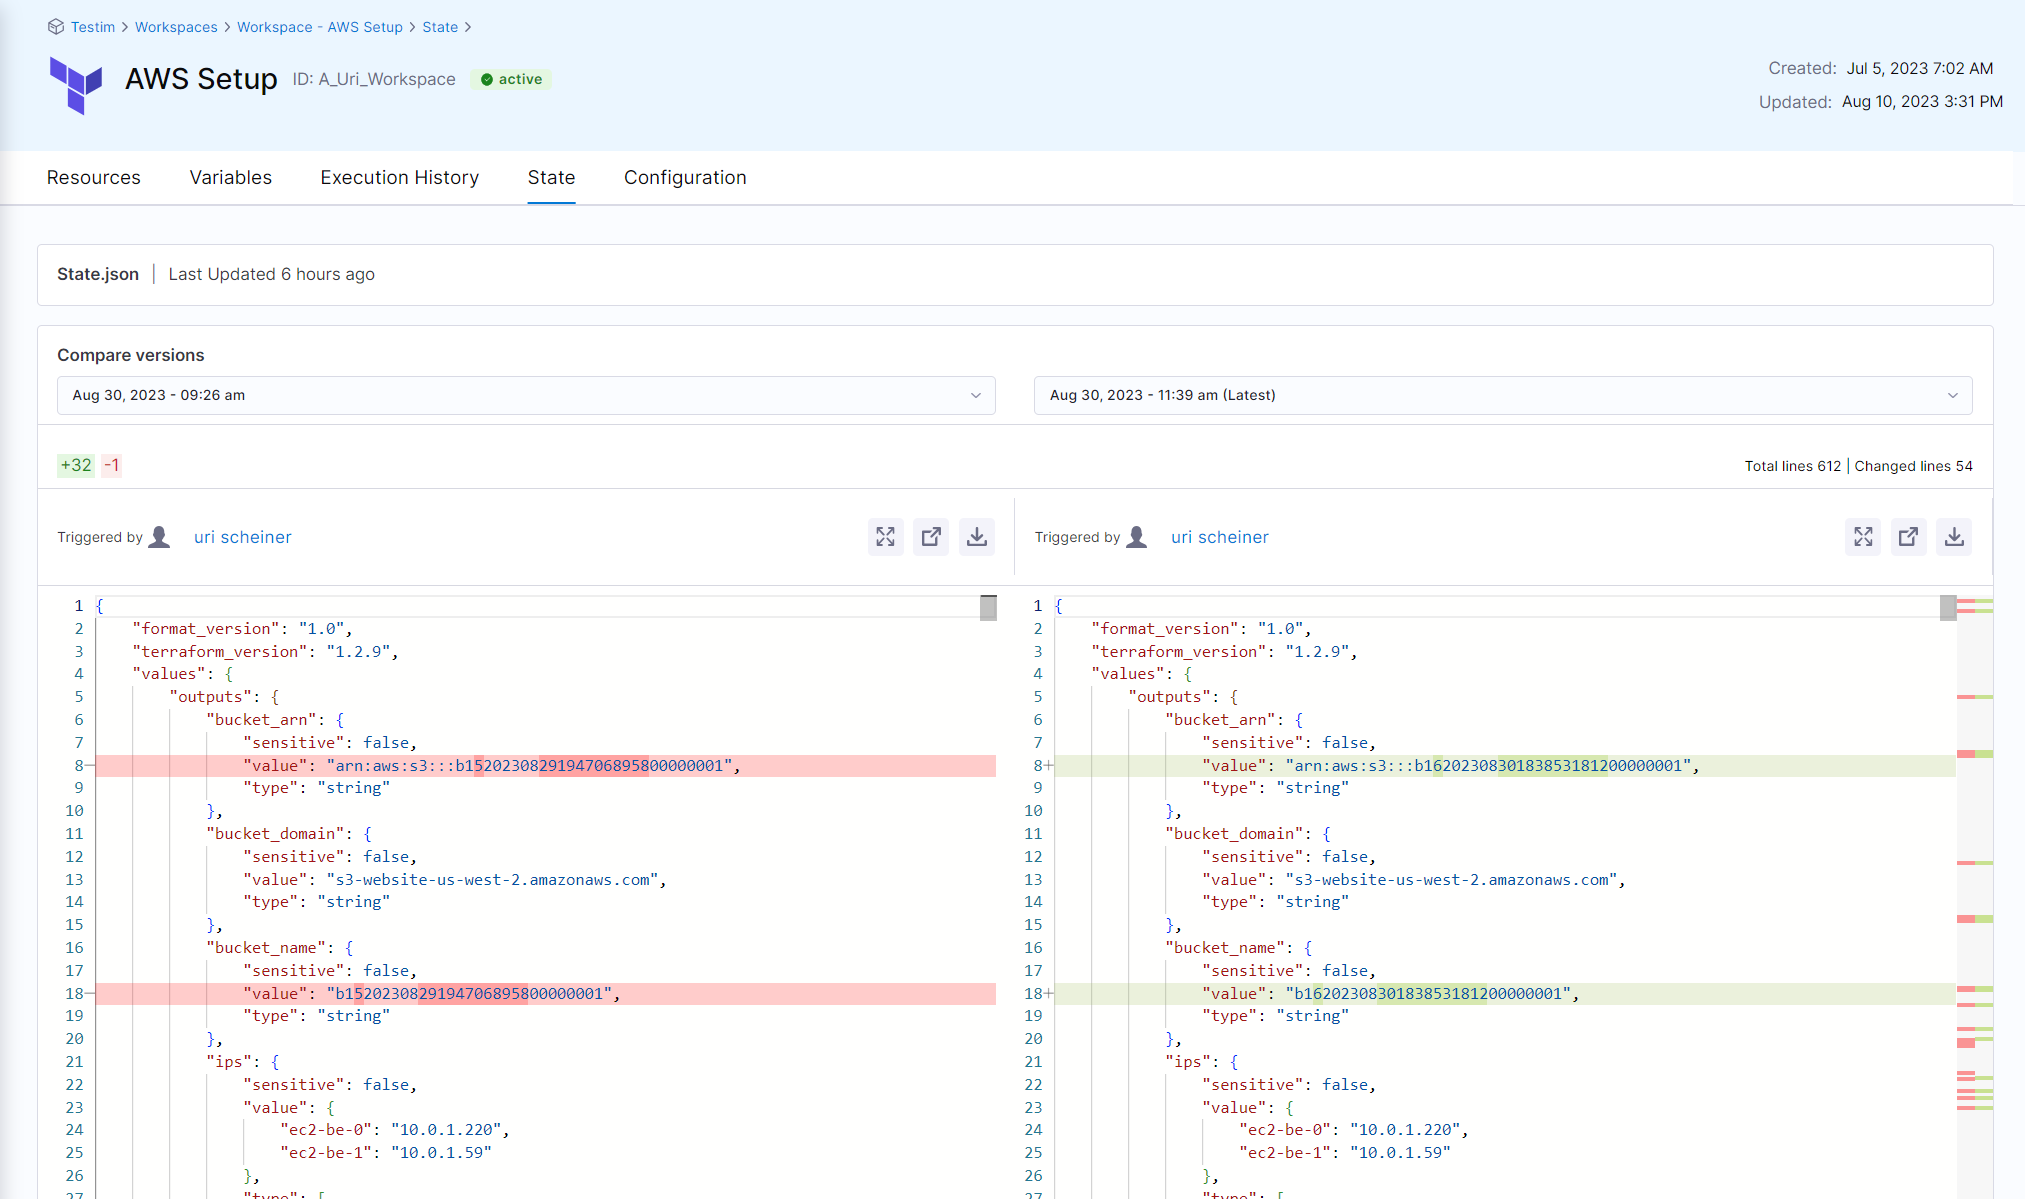 Testim > Workspaces > Workspace - AWS Setup > State >
AWS Setup ID: A_Uri_Workspace active
Created: Jul 5, 2023 7:02 AM
Updated: Aug 10, 2023 3:31 PM
Resources Variables Execution History State Configuration
State.json | Last Updated 6 hours ago
Compare versions
Aug 30, 2023 - 09:26 am
Aug 30, 2023 - 11:39 am (Latest)
+32 -1
Total lines 612 | Changed lines 54
Triggered by uri scheiner
1 {
2 "format_version": "1.0",
3 "terraform_version": "1.2.9",
4 "values": {
5 "outputs": {
6 "bucket_arn": {
7 "sensitive": false,
8- "value": "arn:aws:s3:::b15202308291947068958​00000001",
9 "type": "string"
10 },
11 "bucket_domain": {
12 "sensitive": false,
13 "value": "s3-website-us-west-2.amazonaws.com",
14 "type": "string"
15 },
16 "bucket_name": {
17 "sensitive": false,
18- "value": "b1520230829194706895800000001",
19 "type": "string"
20 },
21 "ips": {
22 "sensitive": false,
23 "value": {
24 "ec2-be-0": "10.0.1.220",
25 "ec2-be-1": "10.0.1.59"
26 },
27 "type": [
Triggered by uri scheiner
1 {
2 "format_version": "1.0",
3 "terraform_version": "1.2.9",
4 "values": {
5 "outputs": {
6 "bucket_arn": {
7 "sensitive": false,
8+ "value": "arn:aws:s3:::b1620230830183853181200000001",
9 "type": "string"
10 },
11 "bucket_domain": {
12 "sensitive": false,
13 "value": "s3-website-us-west-2.amazonaws.com",
14 "type": "string"
15 },
16 "bucket_name": {
17 "sensitive": false,
18+ "value": "b1620230830183853181200000001",
19 "type": "string"
20 },
21 "ips": {
22 "sensitive": false,
23 "value": {
24 "ec2-be-0": "10.0.1.220",
25 "ec2-be-1": "10.0.1.59"
26 },
27 "type": [